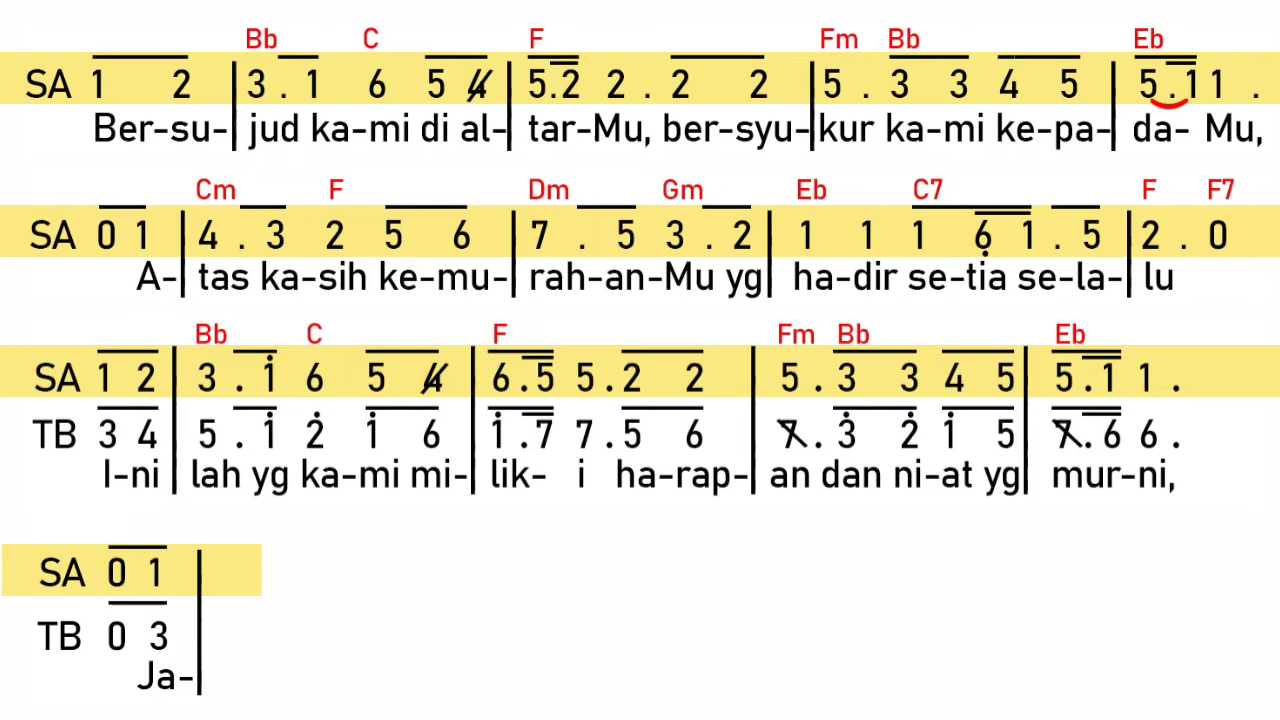 Bb C F Fm Bb Eb
SA 1 2 | 3 . 1 6 5 4̸ | 5 . 2 2 . 2 2 | 5 . 3 3 4 5 | 5 . 1 1 .
Ber-su-| jud ka-mi di al-| tar-Mu, ber-syu-| kur ka-mi ke-pa-| da- Mu,
Cm F Dm Gm Eb C7 F F7
SA 0 1 | 4 . 3 2 5 6 | 7 . 5 3 . 2 | 1 1 1 6̣ 1 . 5 | 2 . 0
A-| tas ka-sih ke-mu-| rah-an-Mu yg| ha-dir se-tia se-la-| lu
Bb C F Fm Bb Eb
SA 1 2 | 3 . 1̇ 6 5 4̸ | 6 . 5 5 . 2 2 | 5 . 3 3 4 5 | 5 . 1 1 .
TB 3 4 | 5 . 1̇ 2̇ 1̇ 6 | 1̇ . 7 7 . 5 6 | 7̸ . 3̇ 2̇ 1̇ 5 | 7̸ . 6 6 .
I-ni | lah yg ka-mi mi-| lik- i ha-rap-| an dan ni-at yg| mur-ni,
SA 0 1 |
TB 0 3 |
Ja-|